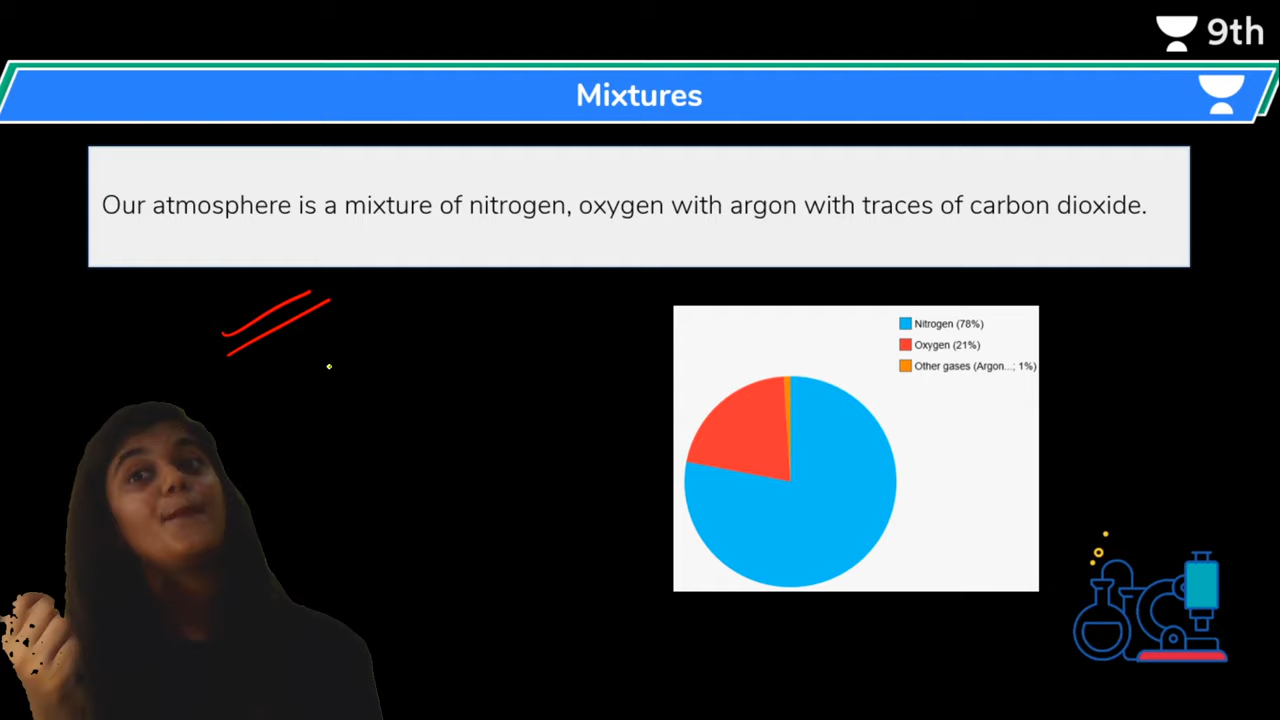 9th
Mixtures
Our atmosphere is a mixture of nitrogen, oxygen with argon with traces of carbon dioxide.
Nitrogen (78%)
Oxygen (21%)
Other gases (Argon...; 1%)